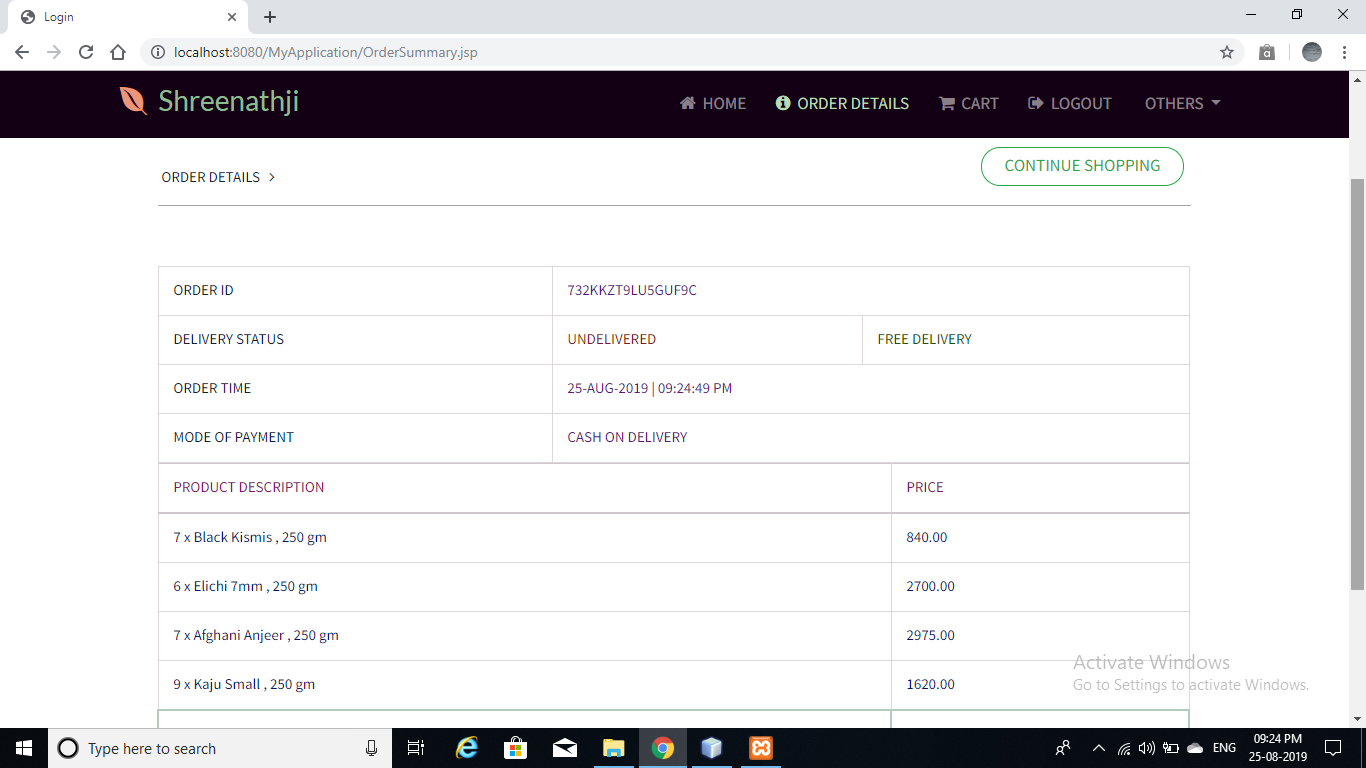 Login
localhost:8080/MyApplication/OrderSummary.jsp
Shreenathji
HOME
ORDER DETAILS
CART
LOGOUT
OTHERS
ORDER DETAILS >
CONTINUE SHOPPING
ORDER ID 732KKZT9LU5GUF9C
DELIVERY STATUS UNDELIVERED FREE DELIVERY
ORDER TIME 25-AUG-2019 | 09:24:49 PM
MODE OF PAYMENT CASH ON DELIVERY
PRODUCT DESCRIPTION PRICE
7 x Black Kismis , 250 gm 840.00
6 x Elichi 7mm , 250 gm 2700.00
7 x Afghani Anjeer , 250 gm 2975.00
9 x Kaju Small , 250 gm 1620.00
Activate Windows
Go to Settings to activate Windows.
Type here to search
ENG
09:24 PM
25-08-2019